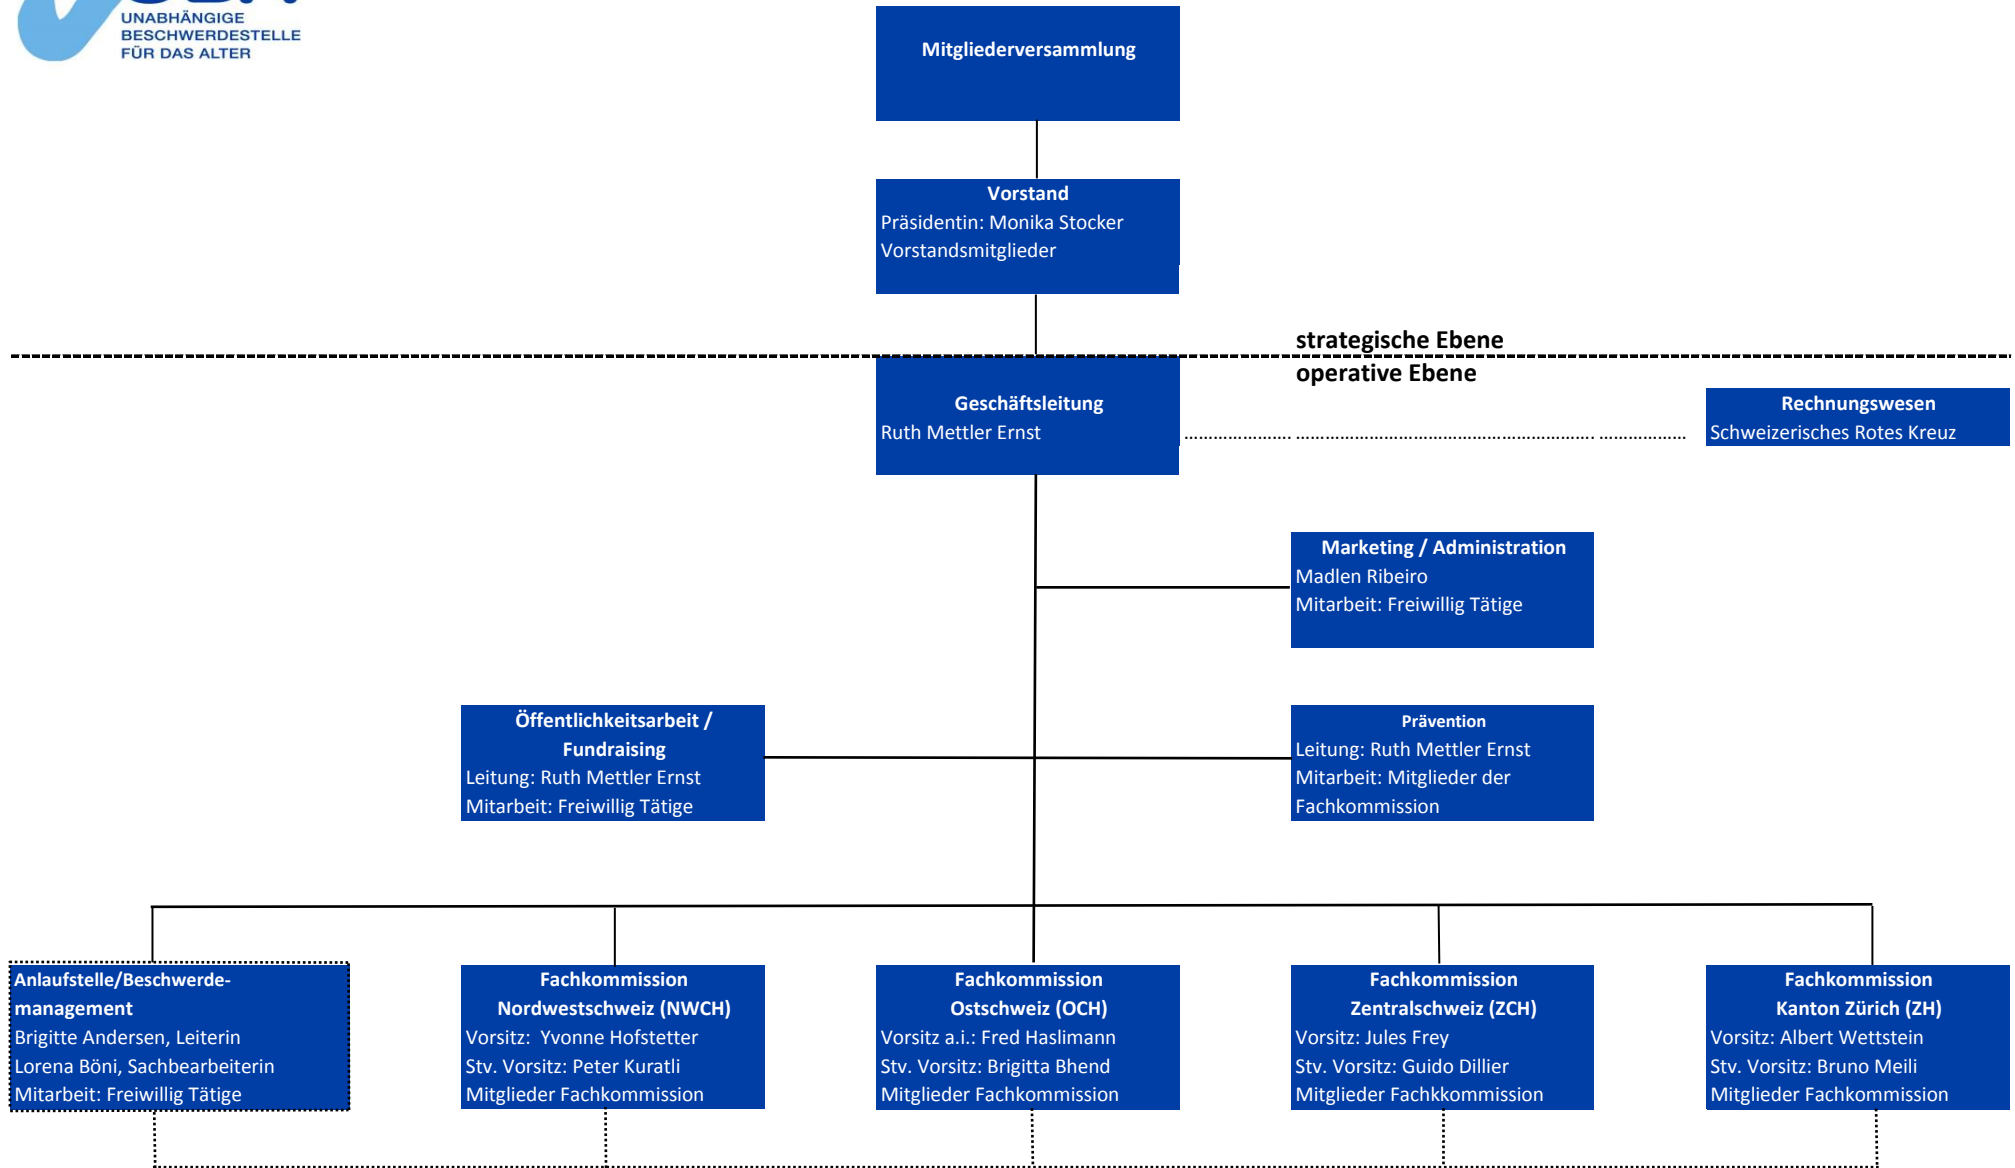 UNABHÄNGIGE
BESCHWERDESTELLE
FÜR DAS ALTER
Mitgliederversammlung
Vorstand
Präsidentin: Monika Stocker
Vorstandsmitglieder
strategische Ebene
operative Ebene
Geschäftsleitung
Ruth Mettler Ernst
Rechnungswesen
Schweizerisches Rotes Kreuz
Marketing / Administration
Madlen Ribeiro
Mitarbeit: Freiwillig Tätige
Öffentlichkeitsarbeit /
Fundraising
Leitung: Ruth Mettler Ernst
Mitarbeit: Freiwillig Tätige
Prävention
Leitung: Ruth Mettler Ernst
Mitarbeit: Mitglieder der
Fachkommission
Anlaufstelle/Beschwerde-
management
Brigitte Andersen, Leiterin
Lorena Böni, Sachbearbeiterin
Mitarbeit: Freiwillig Tätige
Fachkommission
Nordwestschweiz (NWCH)
Vorsitz: Yvonne Hofstetter
Stv. Vorsitz: Peter Kuratli
Mitglieder Fachkommission
Fachkommission
Ostschweiz (OCH)
Vorsitz a.i.: Fred Haslimann
Stv. Vorsitz: Brigitta Bhend
Mitglieder Fachkommission
Fachkommission
Zentralschweiz (ZCH)
Vorsitz: Jules Frey
Stv. Vorsitz: Guido Dillier
Mitglieder Fachkkommission
Fachkommission
Kanton Zürich (ZH)
Vorsitz: Albert Wettstein
Stv. Vorsitz: Bruno Meili
Mitglieder Fachkommission